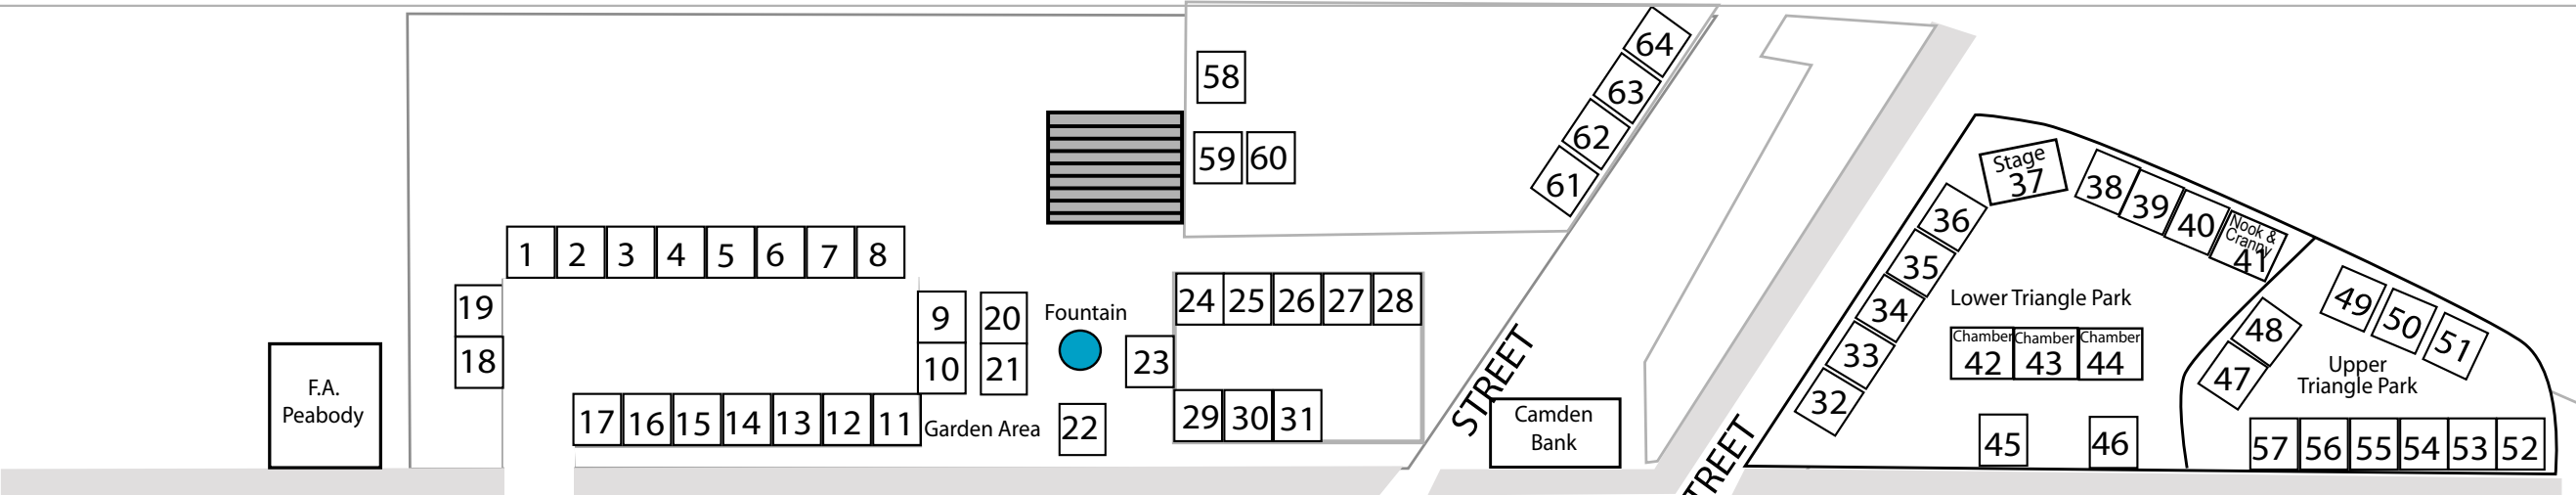 64
58
63
62
59 60
61
Stage
37
38
39
40
Nook &
Cranny
41
36
35
34
33
32
1 2 3 4 5 6 7 8
19
18
9
10
20
21
Fountain
23
24 25 26 27 28
F.A.
Peabody
17 16 15 14 13 12 11
Garden Area
22
29 30 31
STREET
Camden
Bank
TREET
Lower Triangle Park
Chamber
42
Chamber
43
Chamber
44
45
46
48
47
49
50
51
Upper
Triangle Park
57 56 55 54 53 52